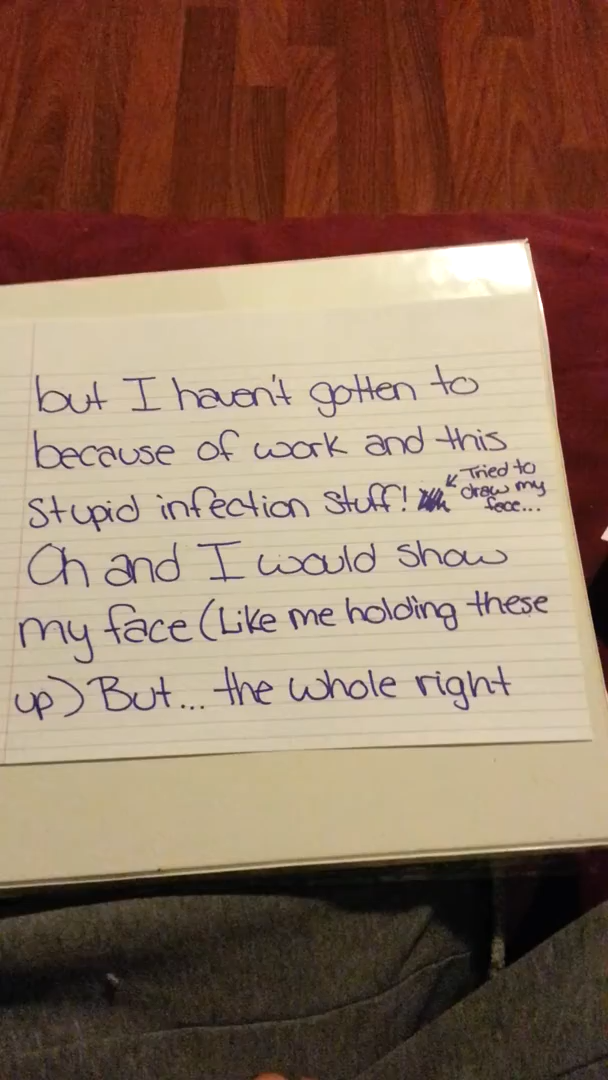 but I haven't gotten to
because of work and this
stupid infection stuff!
Tried to
draw my
face...
Oh and I would show
my face (Like me holding these
up) But... the whole right